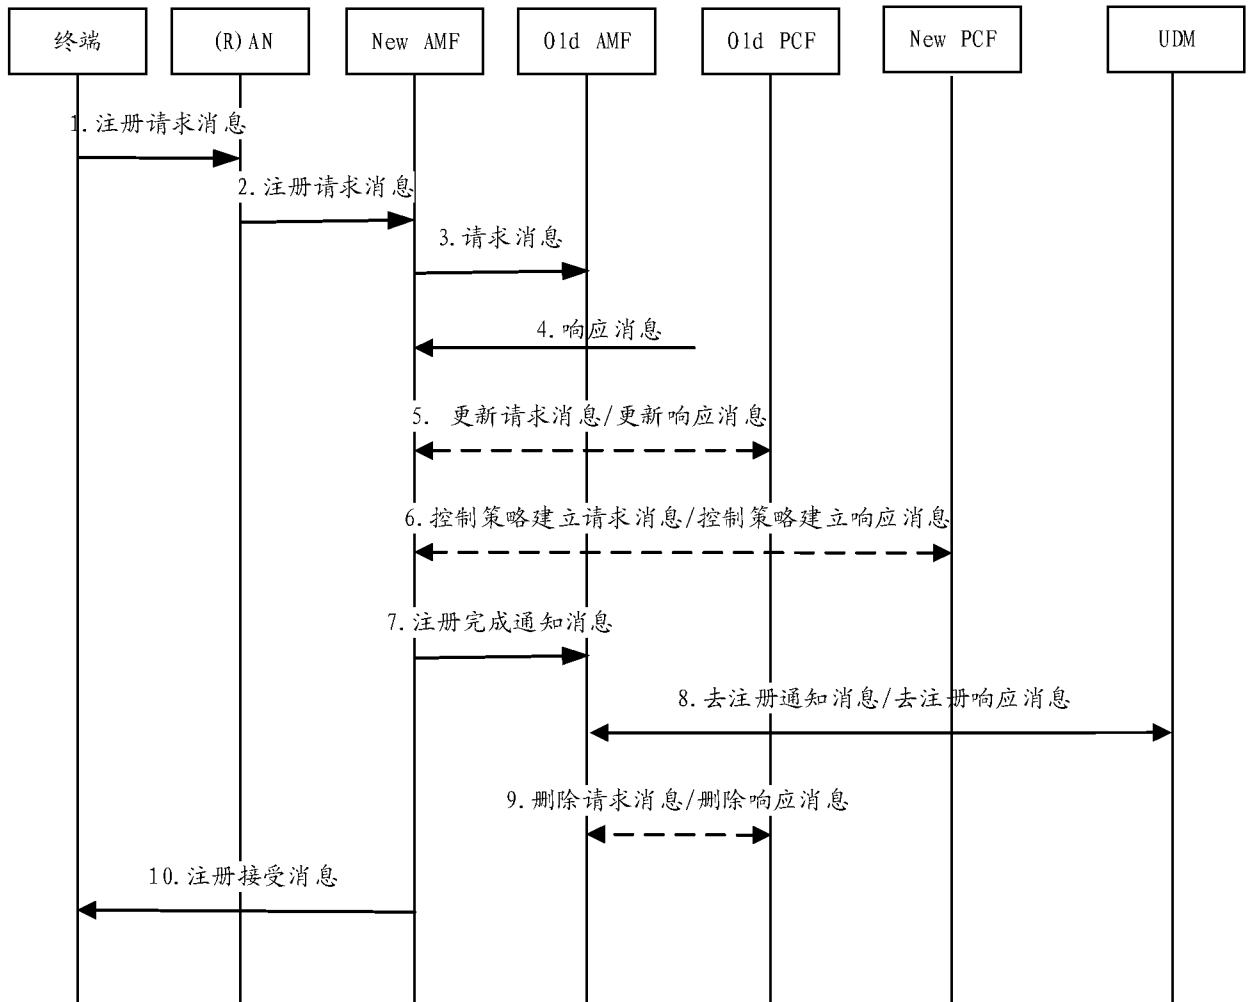 终端
(R)AN
New AMF
Old AMF
Old PCF
New PCF
UDM
1.注册请求消息
2.注册请求消息
3.请求消息
4.响应消息
5. 更新请求消息/更新响应消息
6.控制策略建立请求消息/控制策略建立响应消息
7.注册完成通知消息
8.去注册通知消息/去注册响应消息
9.删除请求消息/删除响应消息
10.注册接受消息